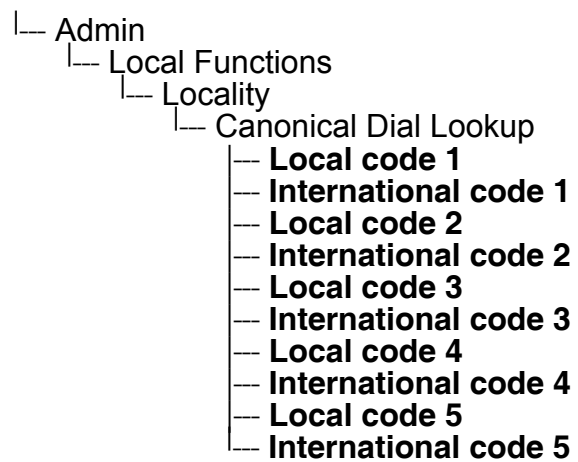 Admin
Local Functions
Locality
Canonical Dial Lookup
Local code 1
International code 1
Local code 2
International code 2
Local code 3
International code 3
Local code 4
International code 4
Local code 5
International code 5